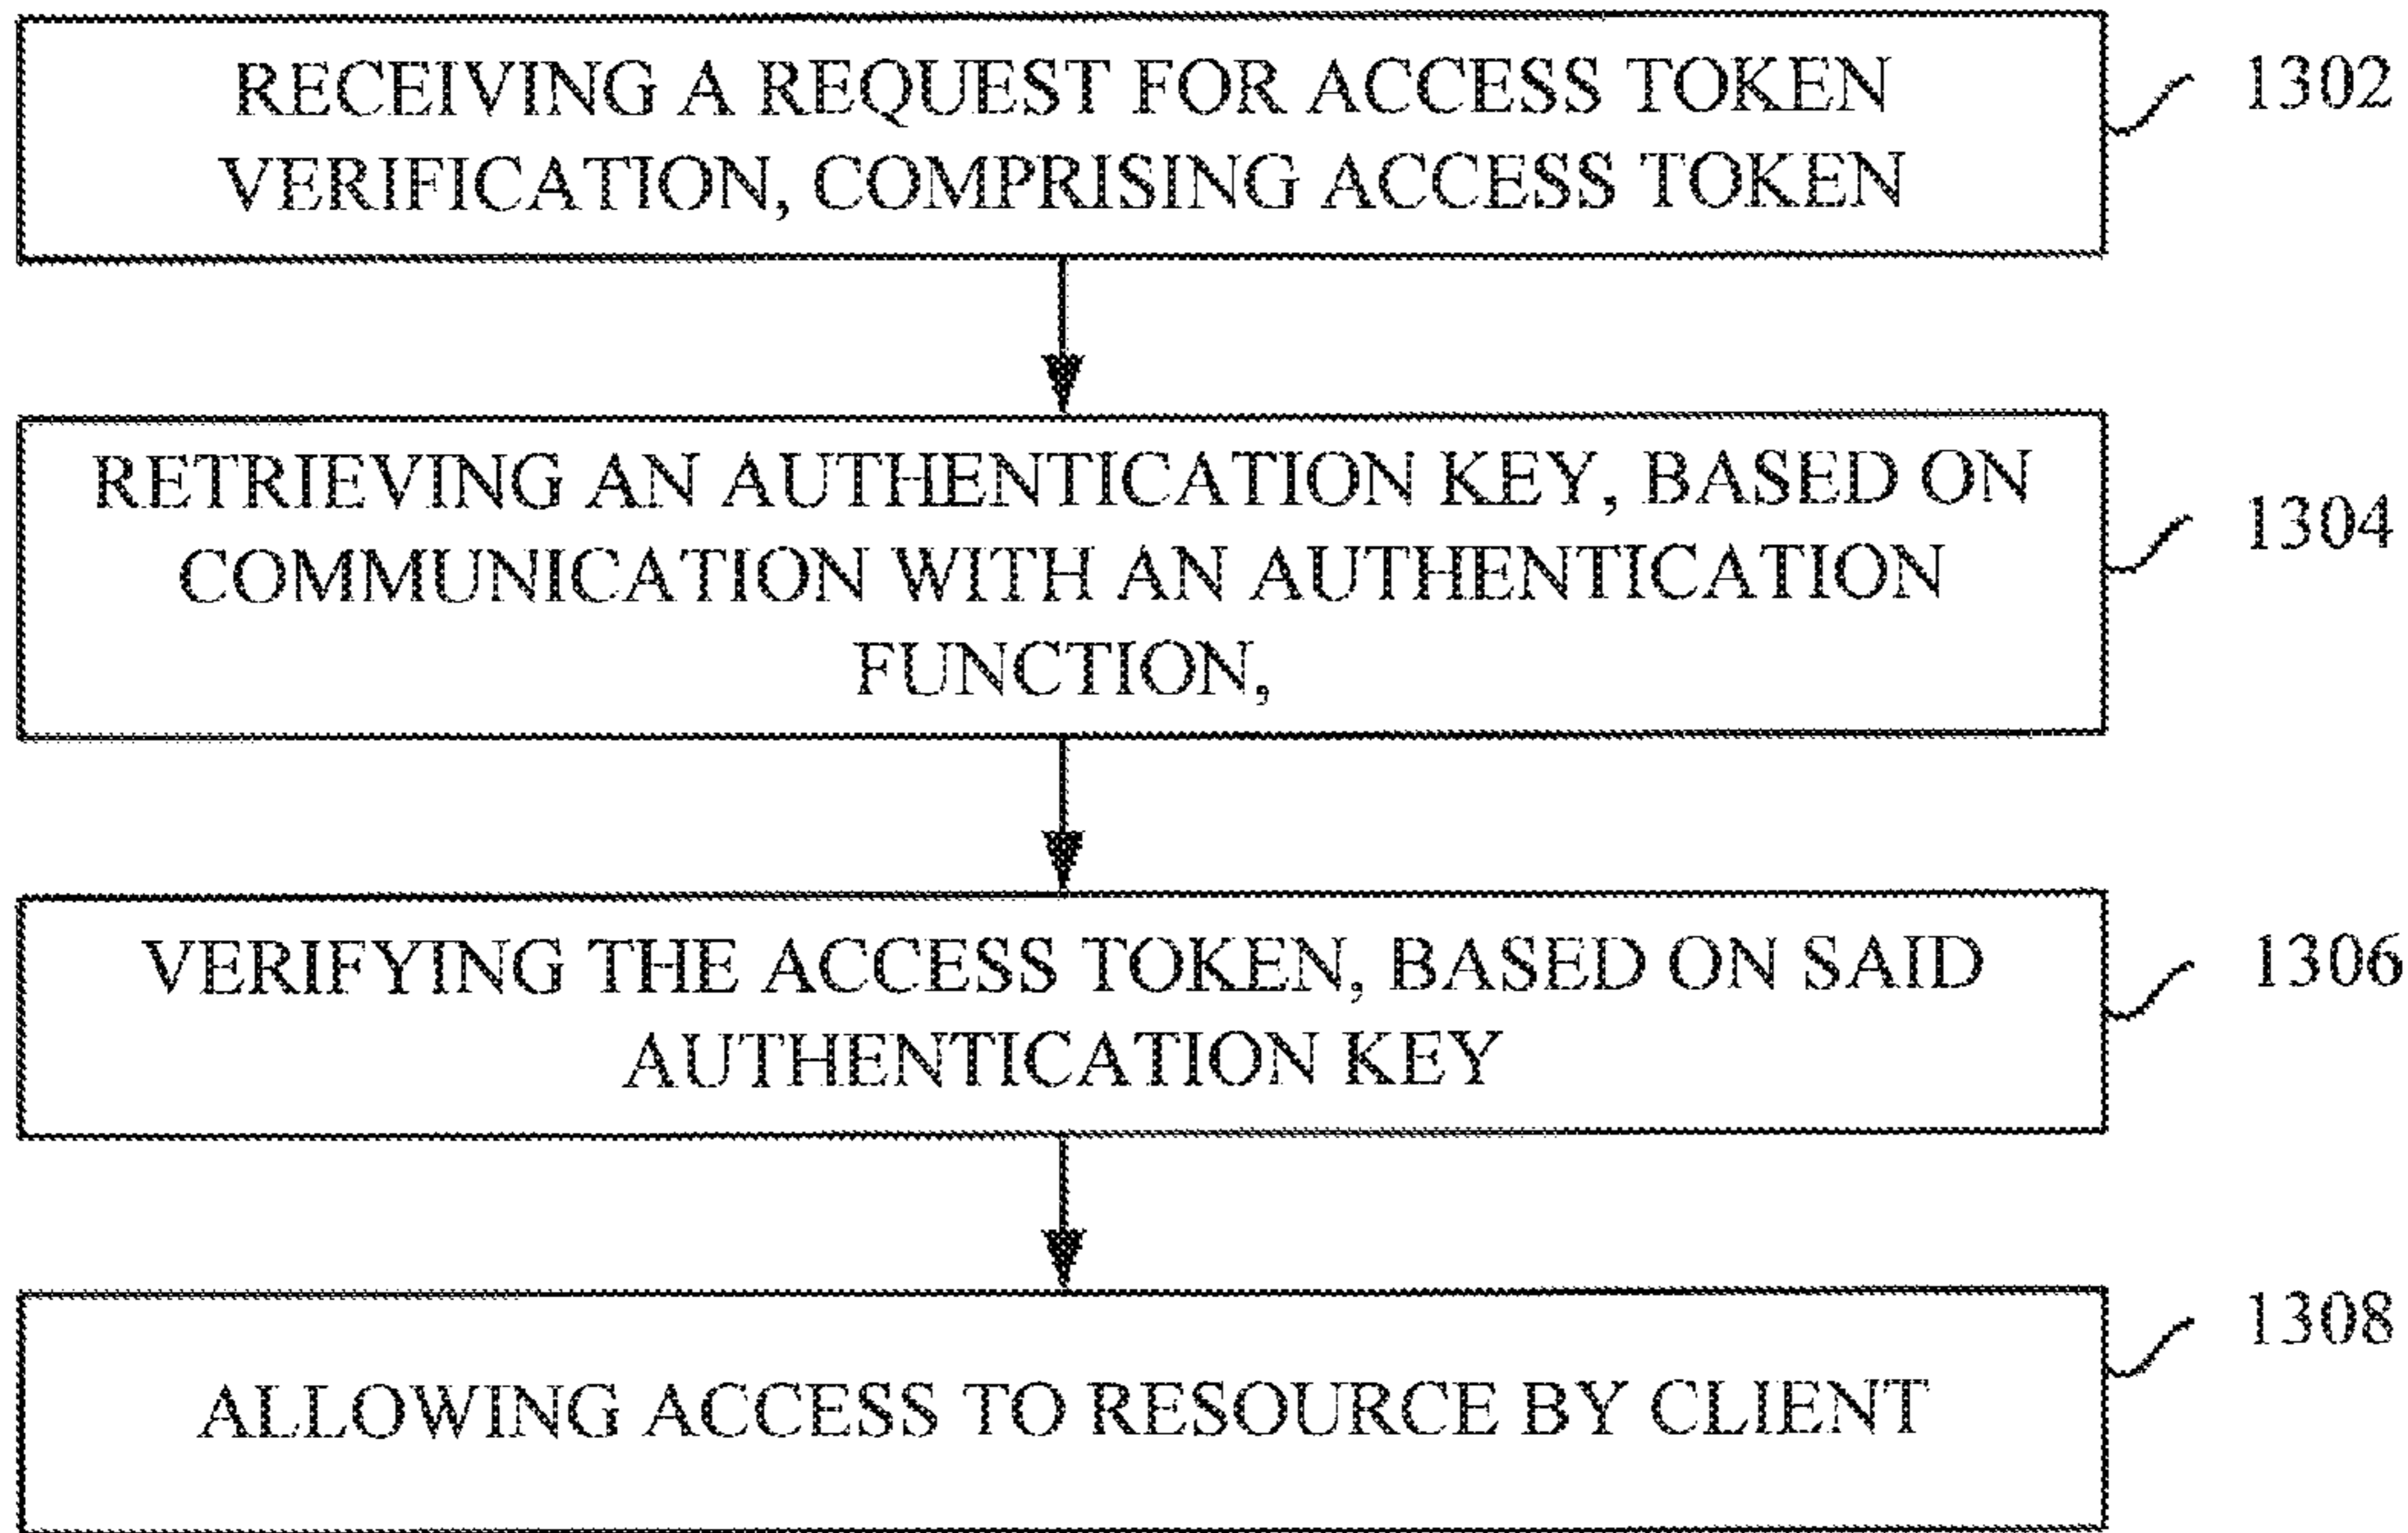 RECEIVING A REQUEST FOR ACCESS TOKEN
VERIFICATION, COMPRISING ACCESS TOKEN
1302
RETRIEVING AN AUTHENTICATION KEY, BASED ON
COMMUNICATION WITH AN AUTHENTICATION
FUNCTION,
1304
VERIFYING THE ACCESS TOKEN, BASED ON SAID
AUTHENTICATION KEY
1306
ALLOWING ACCESS TO RESOURCE BY CLIENT
1308